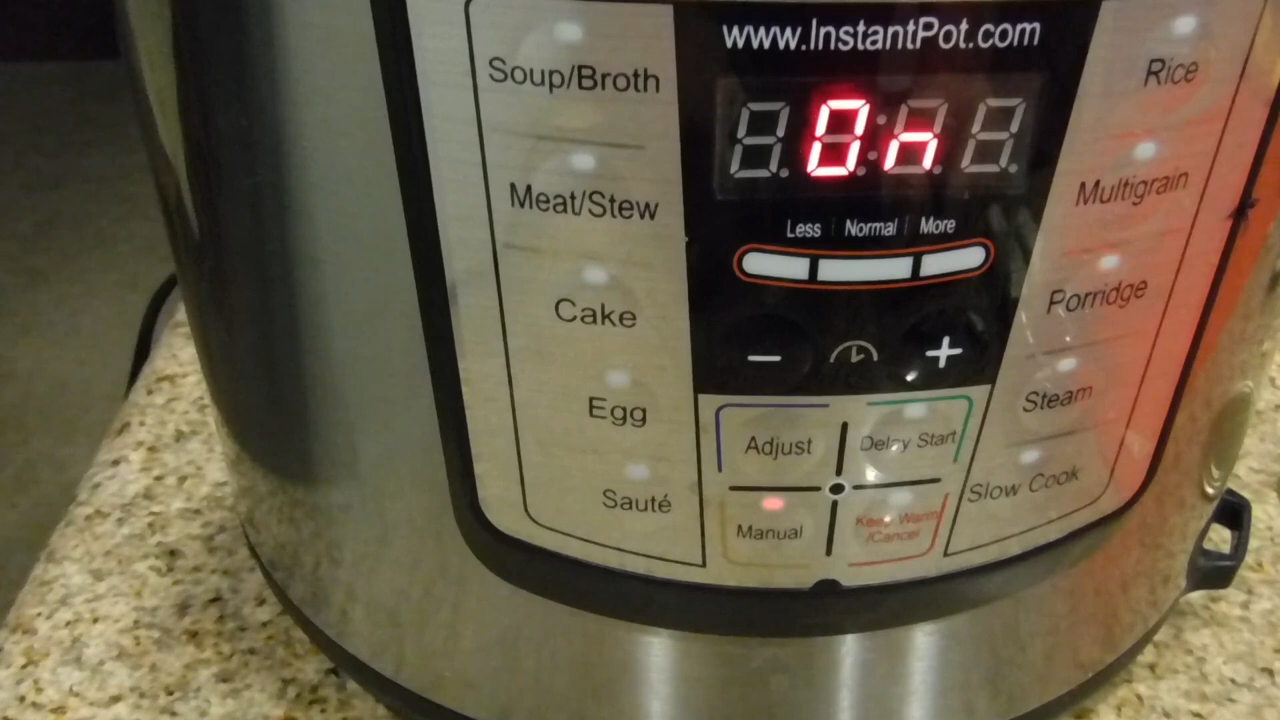 www.InstantPot.com
Soup/Broth
Meat/Stew
Cake
Egg
Sauté
On
Less Normal More
− +
Adjust
Delay Start
Manual
Keep Warm
/Cancel
Rice
Multigrain
Porridge
Steam
Slow Cook